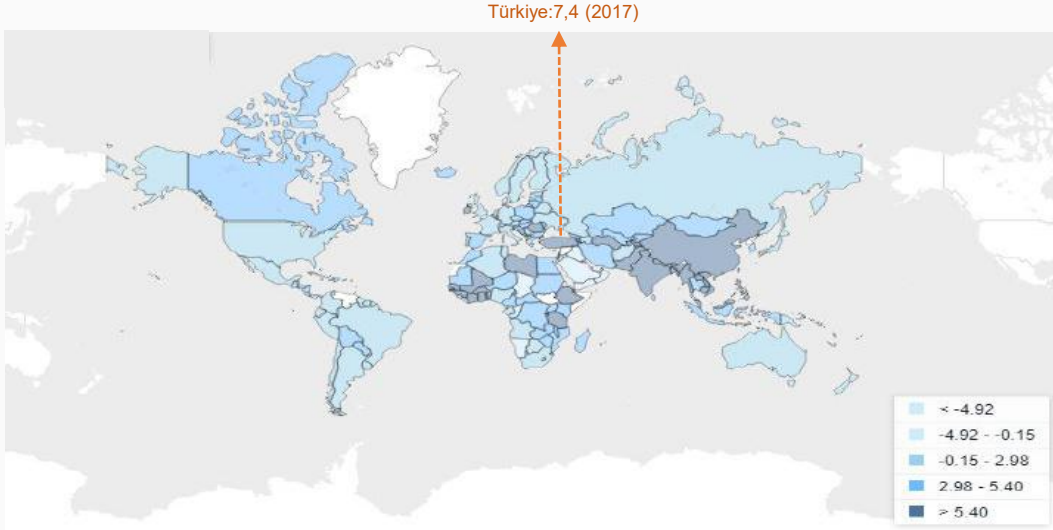 Türkiye:7,4 (2017)
< -4.92
-4.92 - -0.15
-0.15 - 2.98
2.98 - 5.40
> 5.40